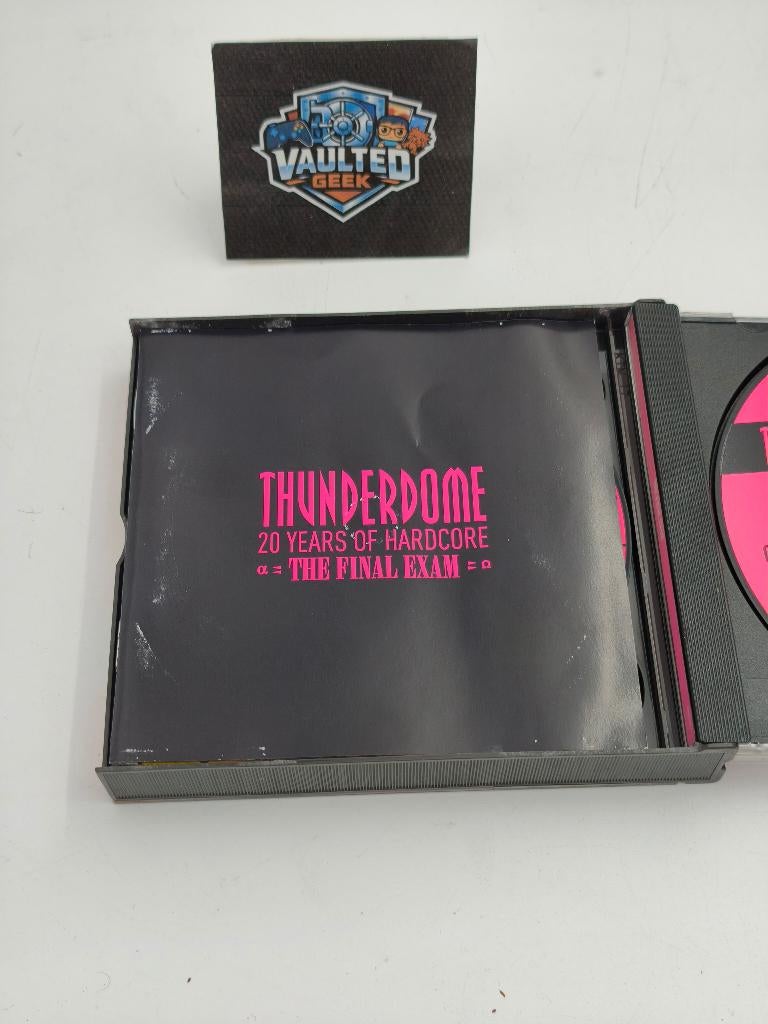 VAULTED
GEEK
THUNDERDOME
20 YEARS OF HARDCORE
THE FINAL EXAM